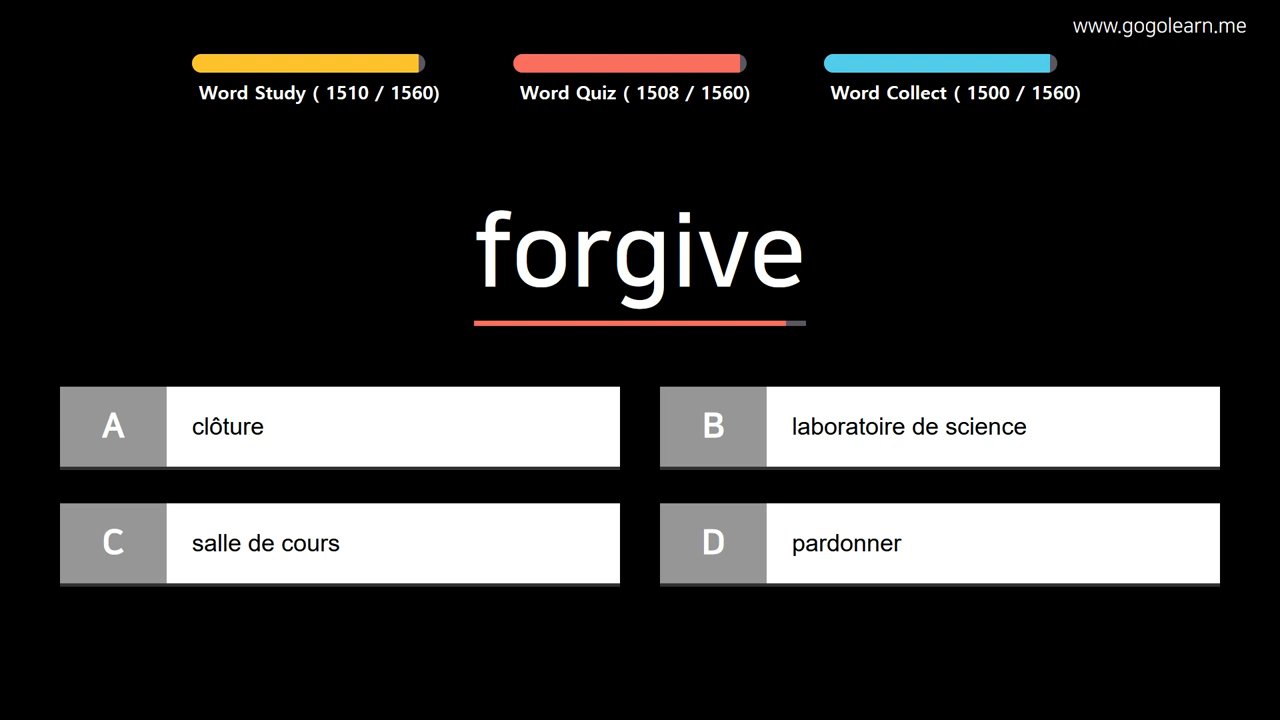 www.gogolearn.me
Word Study ( 1510 / 1560)
Word Quiz ( 1508 / 1560)
Word Collect ( 1500 / 1560)
forgive
A clôture
B laboratoire de science
C salle de cours
D pardonner